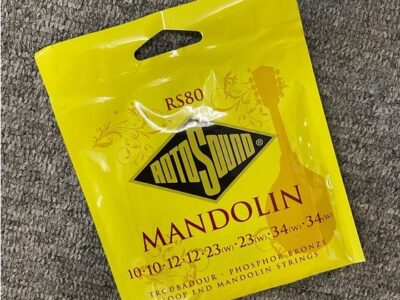 RS80
ROTOSOUND®
MANDOLIN
10·10·12·12·23(W)·23(W)·34(W)·34(W)
TROUBADOUR - PHOSPHOR BRONZE
LOOP END MANDOLIN STRINGS